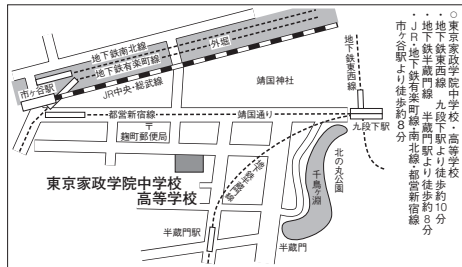 ○東京家政学院中学校・高等学校
・地下鉄東西線 九段下駅より徒歩約10分
・地下鉄半蔵門線 半蔵門駅より徒歩約8分
・JR・地下鉄有楽町線・南北線・都営新宿線
市ヶ谷駅より徒歩約8分
地下鉄南北線
外堀
地下鉄有楽町線
JR中央・総武線
市ヶ谷駅
靖国神社
地下鉄東西線
都営新宿線
靖国通り
九段下駅
〒
麹町郵便局
北の丸公園
千鳥ヶ淵
地下鉄半蔵門線
東京家政学院中学校
高等学校
半蔵門駅
半蔵門